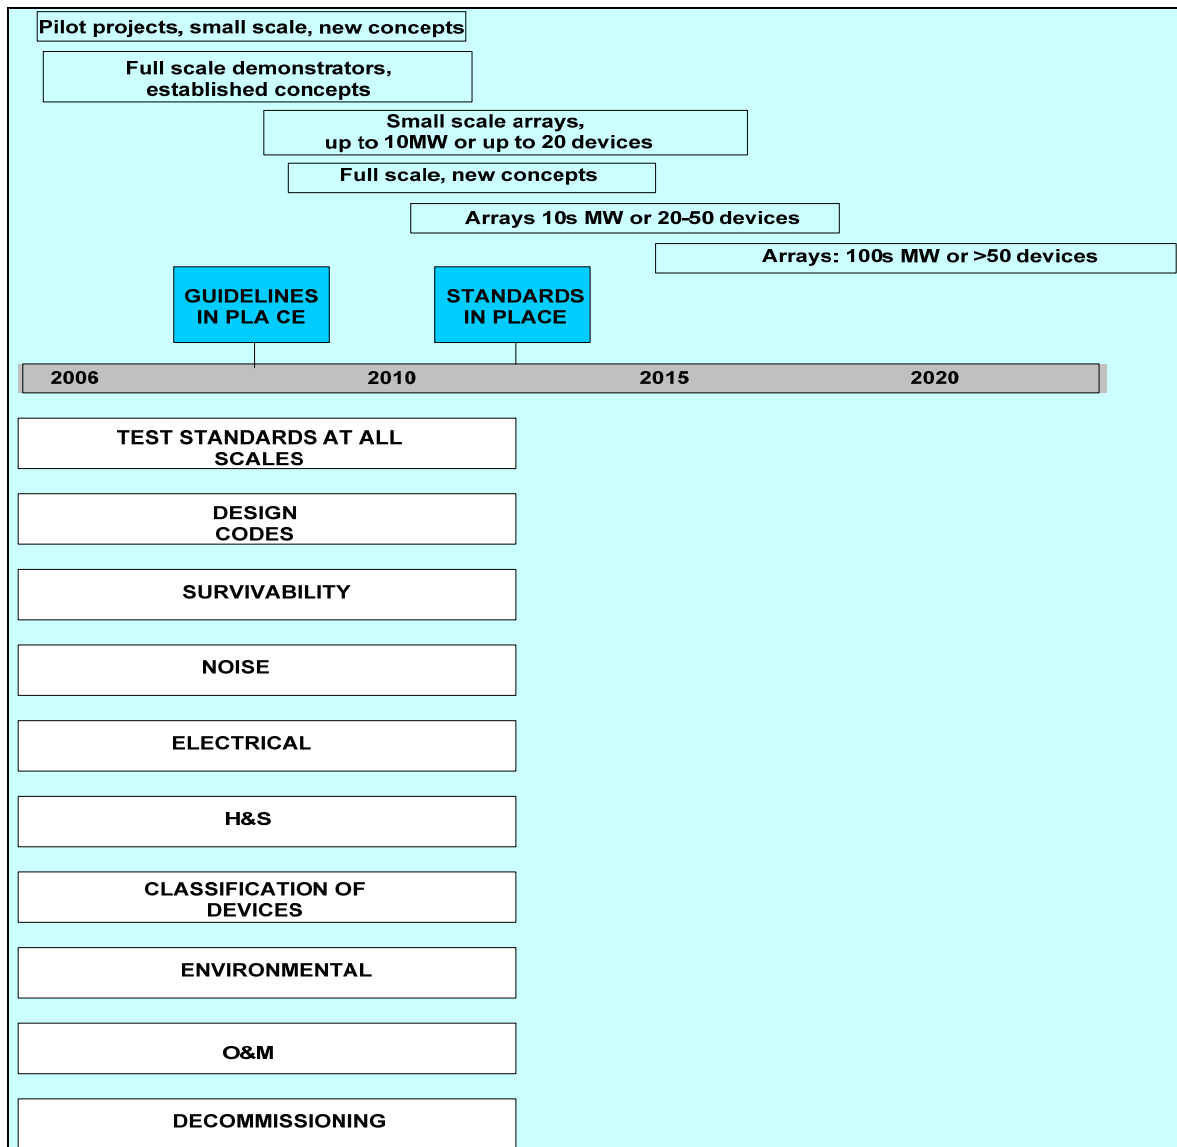 Pilot projects, small scale, new concepts
Full scale demonstrators,
established concepts
Small scale arrays,
up to 10MW or up to 20 devices
Full scale, new concepts
Arrays 10s MW or 20-50 devices
Arrays: 100s MW or >50 devices
GUIDELINES
IN PLA CE
STANDARDS
IN PLACE
2006 2010 2015 2020
TEST STANDARDS AT ALL
SCALES
DESIGN
CODES
SURVIVABILITY
NOISE
ELECTRICAL
H&S
CLASSIFICATION OF
DEVICES
ENVIRONMENTAL
O&M
DECOMMISSIONING